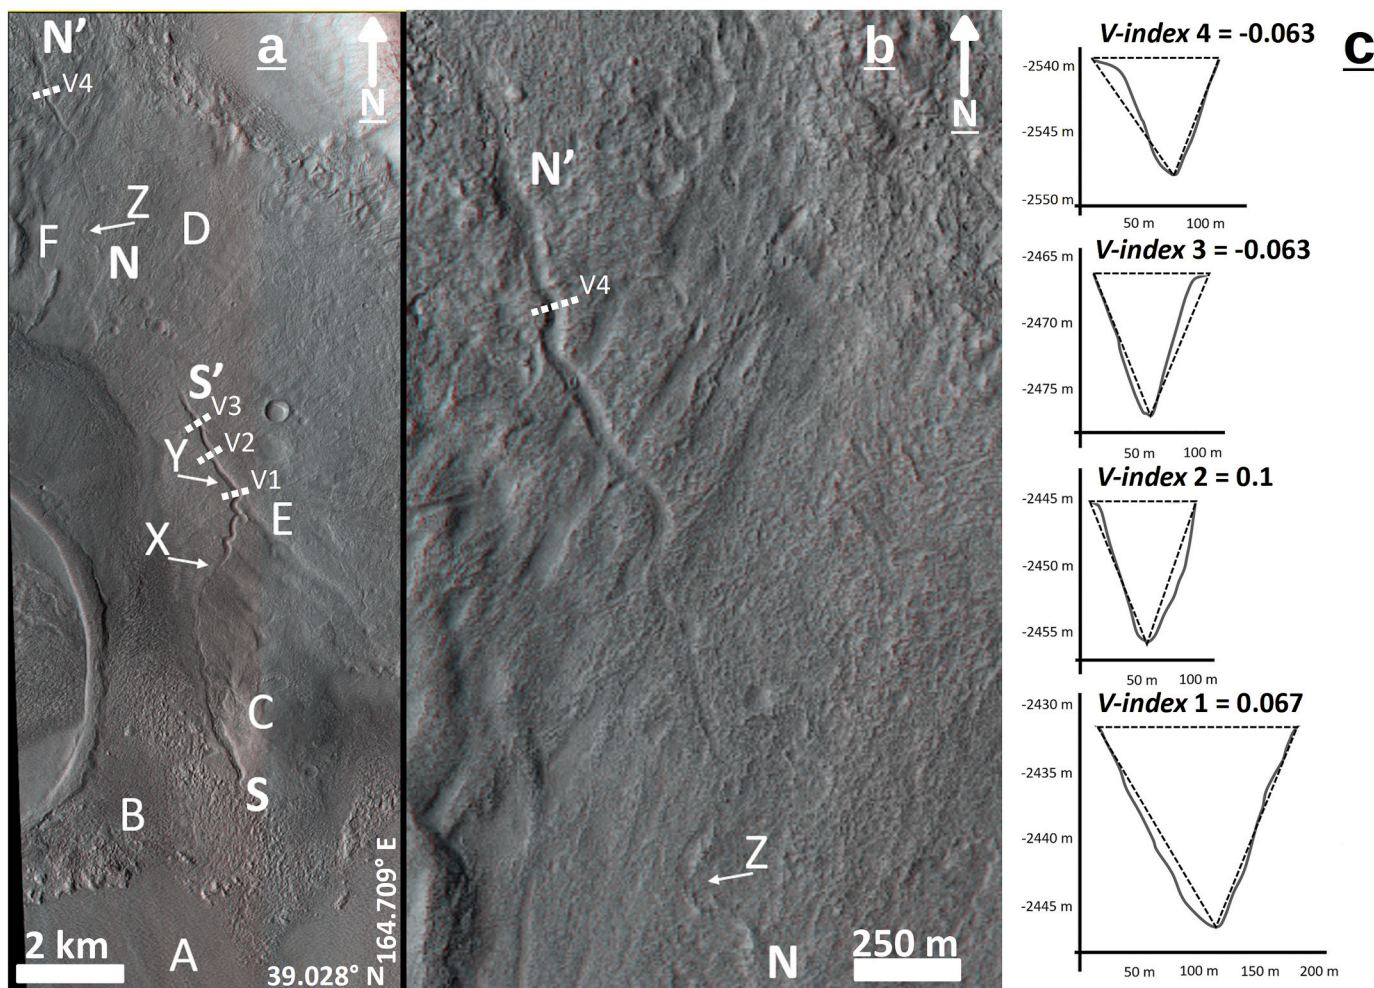 N’
a
V4
N
Z
D
F
N
S’
V3
V2
Y
V1
E
X
C
S
B
164.709° E
2 km
A
39.028° N
b
N
N’
V4
Z
N
250 m
c
V-index 4 = -0.063
-2540 m
-2545 m
-2550 m
50 m 100 m
V-index 3 = -0.063
-2465 m
-2470 m
-2475 m
50 m 100 m
V-index 2 = 0.1
-2445 m
-2450 m
-2455 m
50 m 100 m
V-index 1 = 0.067
-2430 m
-2435 m
-2440 m
-2445 m
50 m 100 m 150 m 200 m